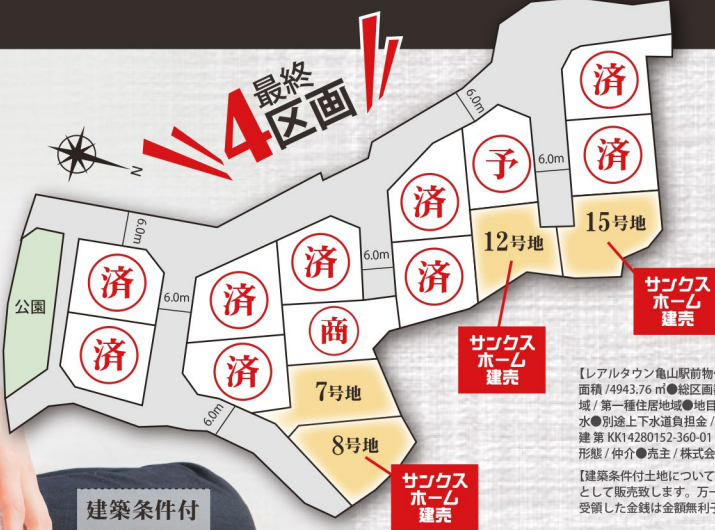 最終
4区画
N
6.0m
済
予
6.0m
済
済
12号地
15号地
サンクス
ホーム
建売
6.0m
公園
済
済
6.0m
済
済
済
商
6.0m
済
済
7号地
8号地
6.0m
サンクス
ホーム
建売
サンクス
ホーム
建売
建築条件付
【レアルタウン亀山駅前物
面積 /4943.76 ㎡●総区画
域 / 第一種住居地域●地目
水●別途上下水道負担金 /
建 第 KK14280152-360-01
形態 / 仲介●売主 / 株式会
【建築条件付土地について
として販売致します。万一
受領した金銭は金額無利子